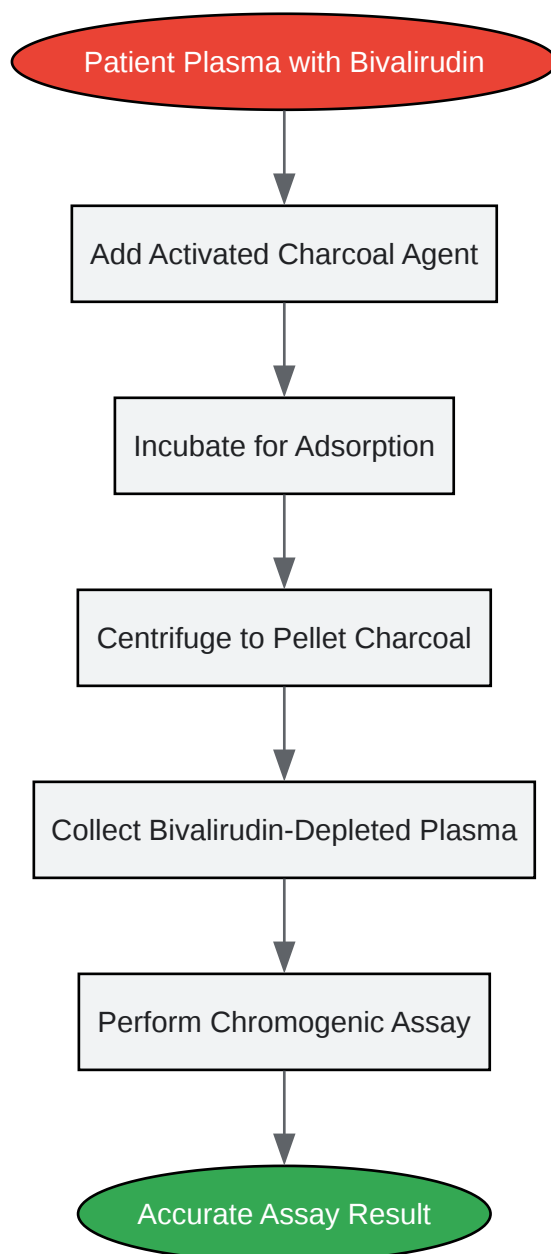 Patient Plasma with Bivalirudin
Add Activated Charcoal Agent
Incubate for Adsorption
Centrifuge to Pellet Charcoal
Collect Bivalirudin-Depleted Plasma
Perform Chromogenic Assay
Accurate Assay Result